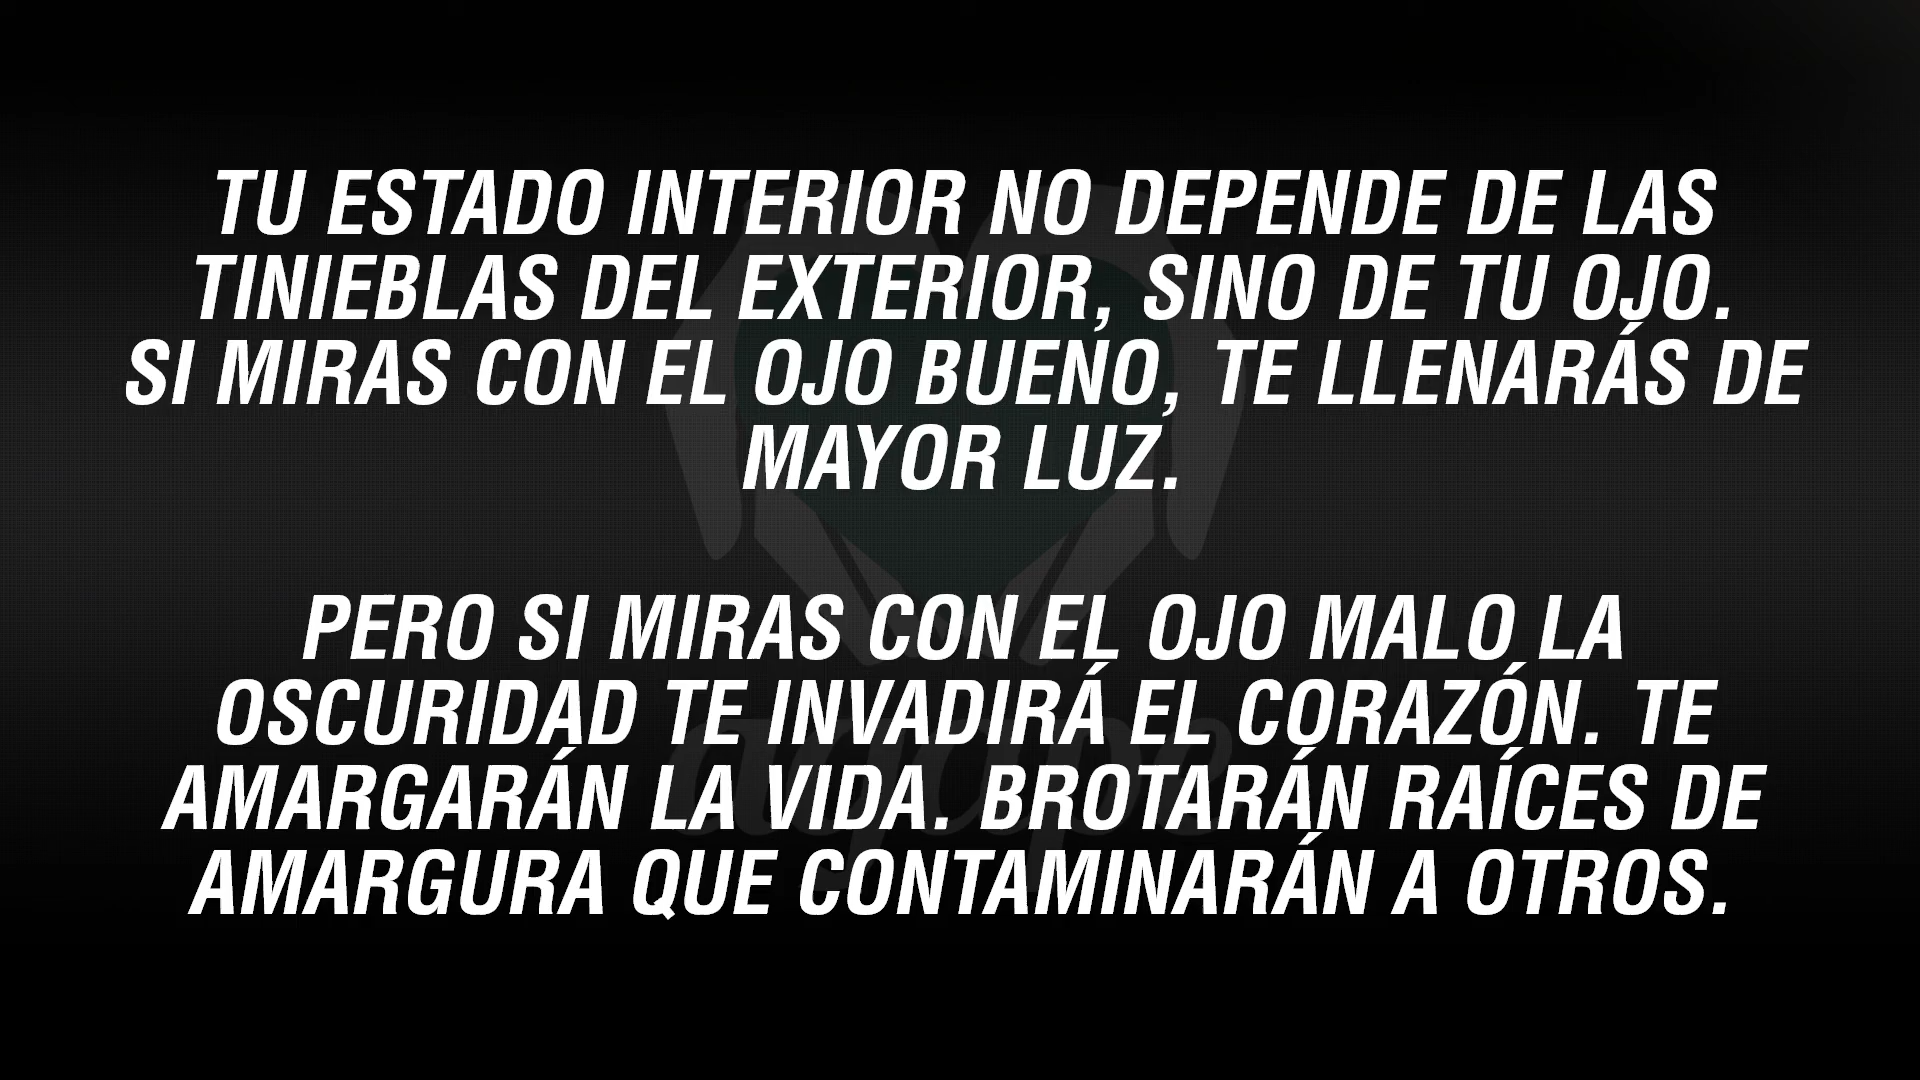 TU ESTADO INTERIOR NO DEPENDE DE LAS
TINIEBLAS DEL EXTERIOR, SINO DE TU OJO.
SI MIRAS CON EL OJO BUENO, TE LLENARÁS DE
MAYOR LUZ.
PERO SI MIRAS CON EL OJO MALO LA
OSCURIDAD TE INVADIRÁ EL CORAZÓN. TE
AMARGARÁN LA VIDA. BROTARÁN RAÍCES DE
AMARGURA QUE CONTAMINARÁN A OTROS.